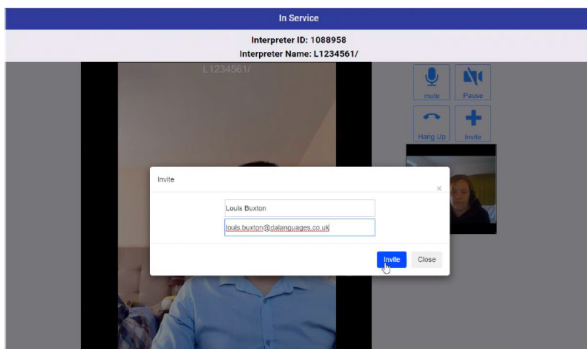 In Service
Interpreter ID: 1088958
Interpreter Name: L1234561/
L1234561/
mute
Pause
Hang Up
Invite
Invite
×
Louis Buxton
louis.buxton@dalanguages.co.uk
Invite
Close